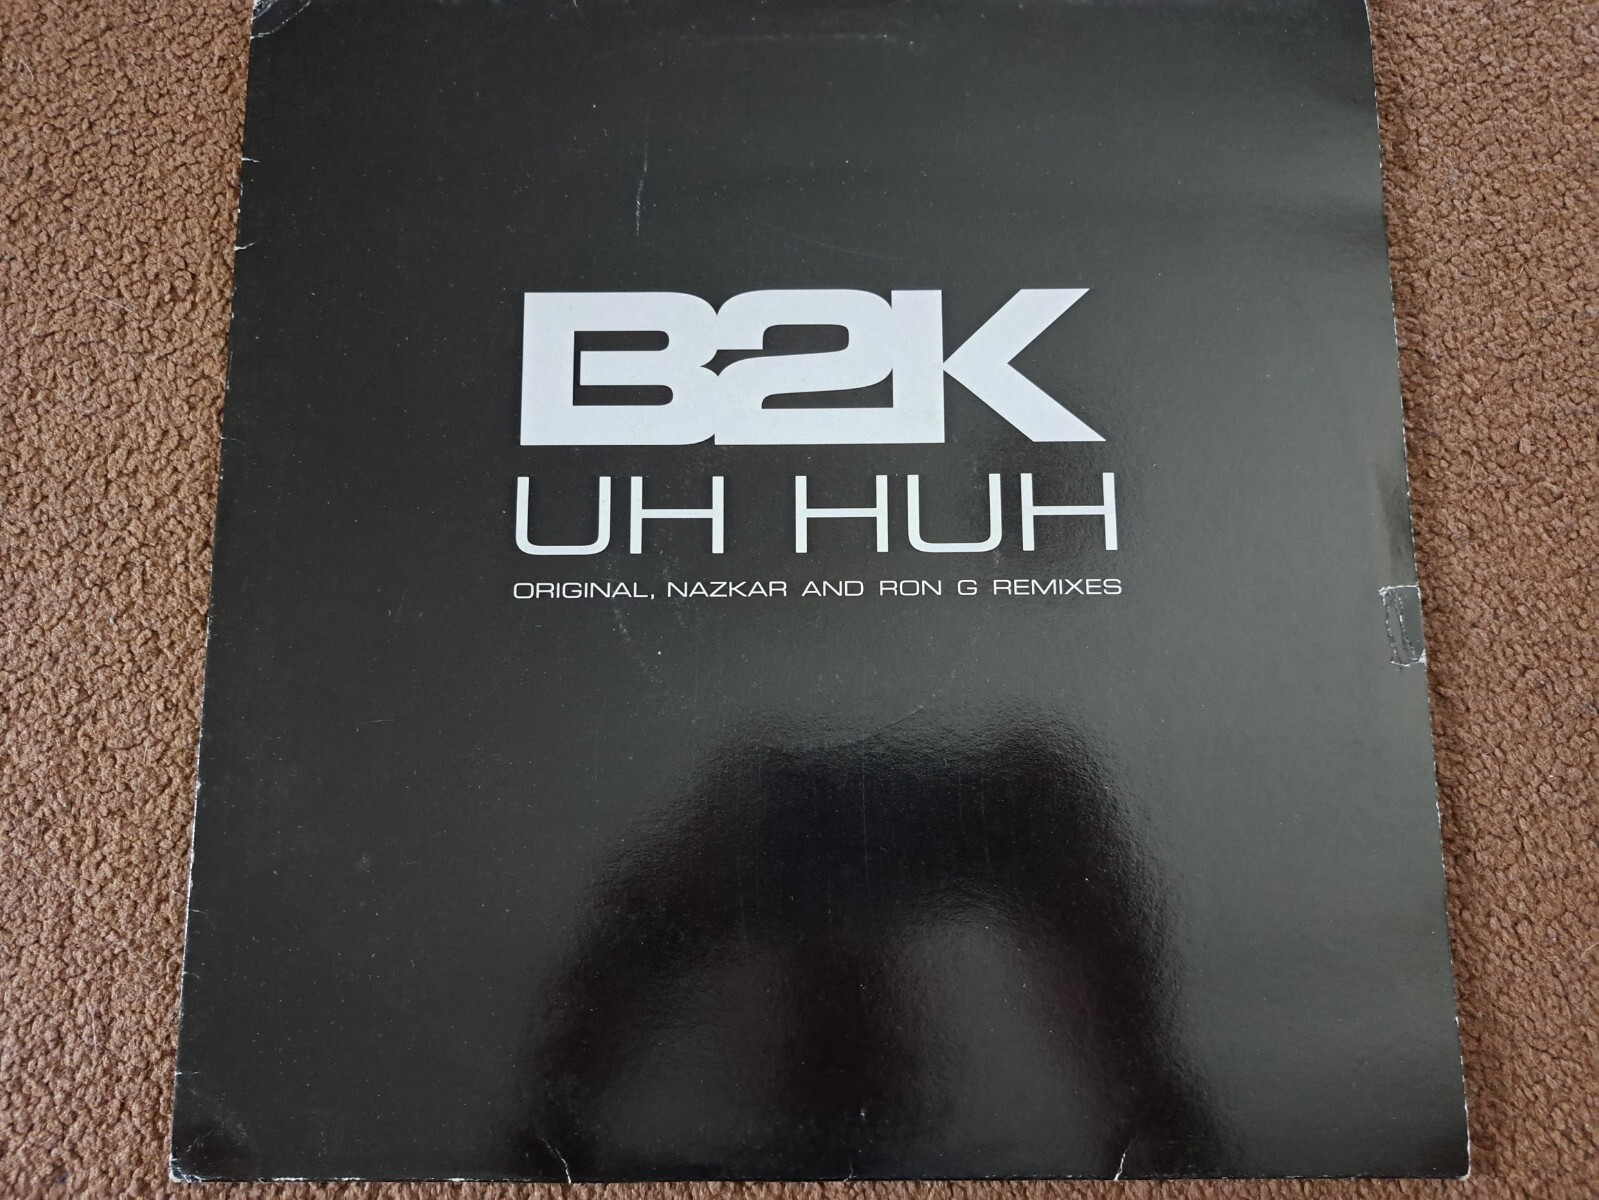 B2K
UH HUH
ORIGINAL, NAZKAR AND RON G REMIXES